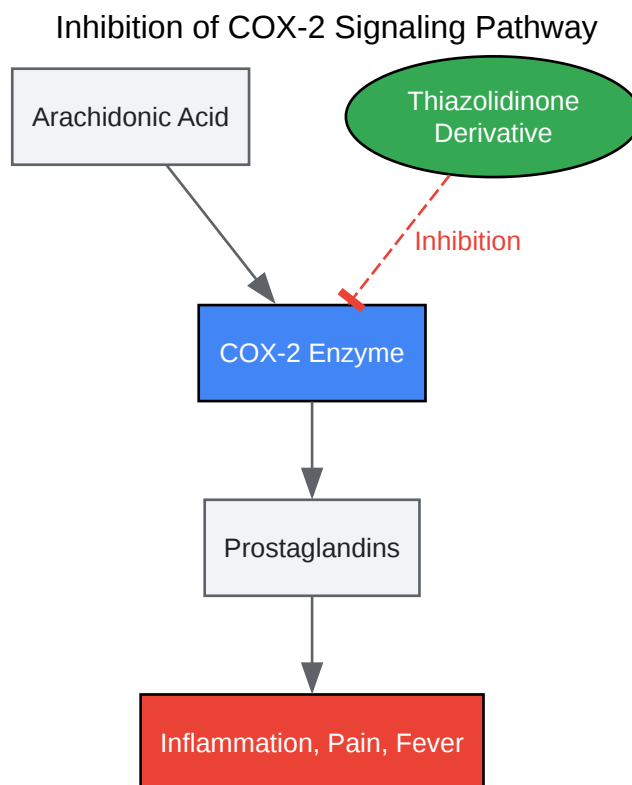 Inhibition of COX-2 Signaling Pathway
Arachidonic Acid
Thiazolidinone
Derivative
Inhibition
COX-2 Enzyme
Prostaglandins
Inflammation, Pain, Fever